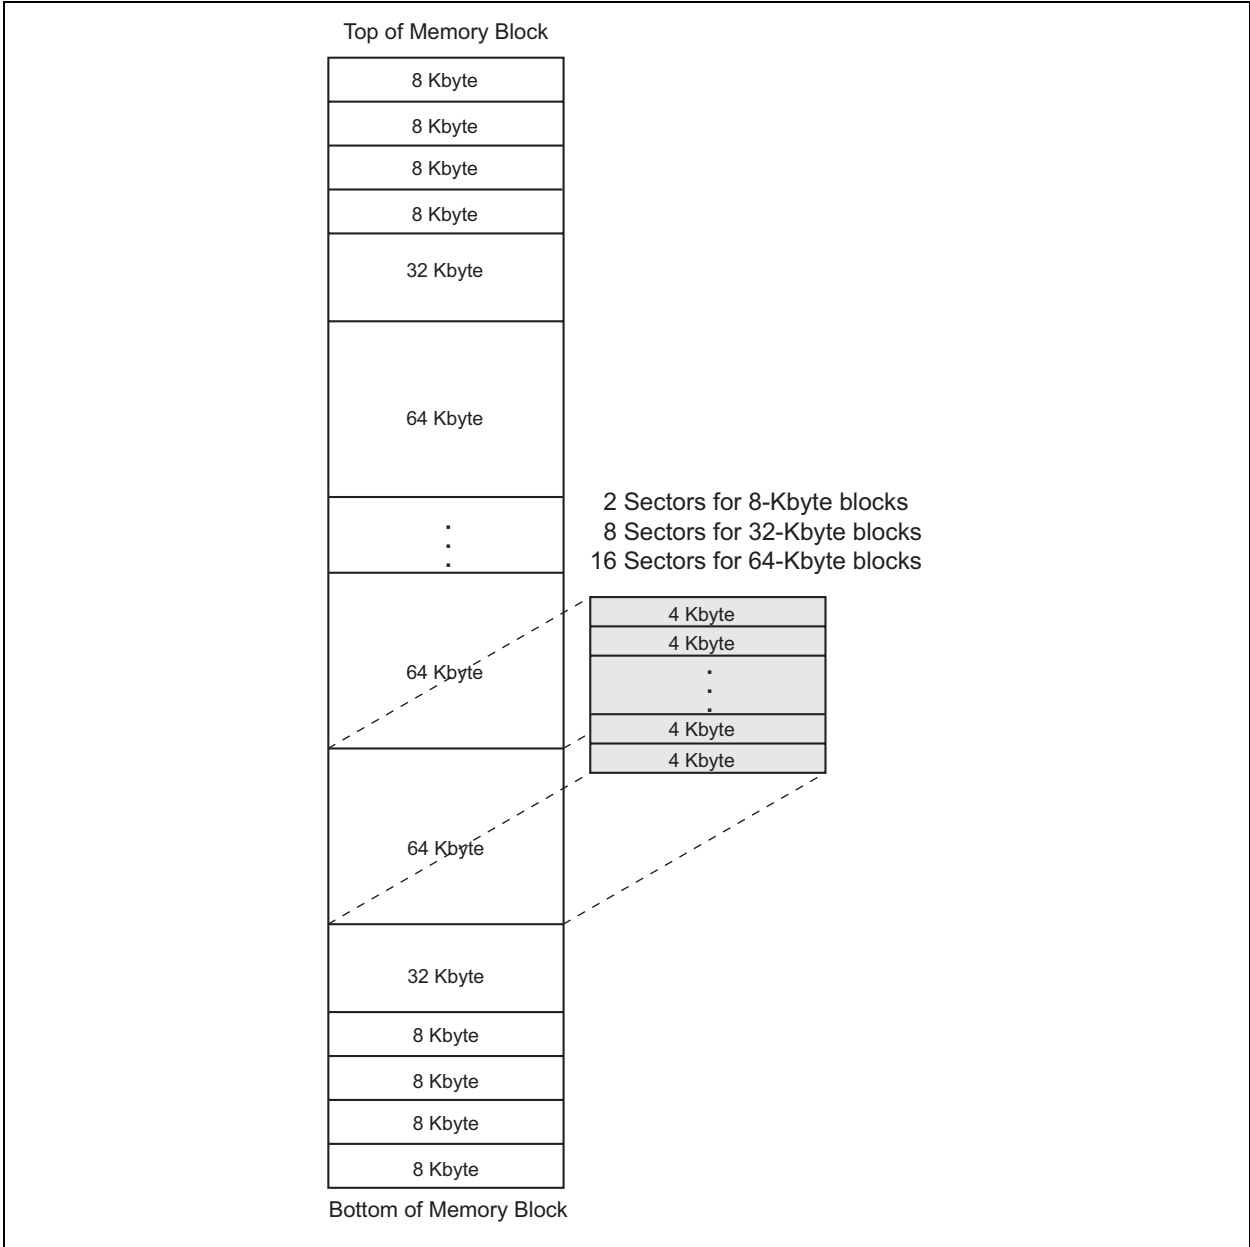 Top of Memory Block
8 Kbyte
8 Kbyte
8 Kbyte
8 Kbyte
32 Kbyte
64 Kbyte
2 Sectors for 8-Kbyte blocks
8 Sectors for 32-Kbyte blocks
16 Sectors for 64-Kbyte blocks
4 Kbyte
4 Kbyte
4 Kbyte
4 Kbyte
64 Kbyte
64 Kbyte
32 Kbyte
8 Kbyte
8 Kbyte
8 Kbyte
8 Kbyte
Bottom of Memory Block